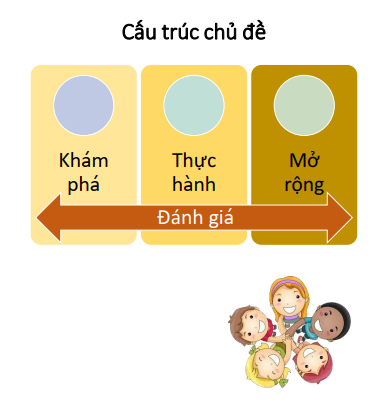 Cấu trúc chủ đề
Khám
phá
Thực
hành
Mở
rộng
Đánh giá